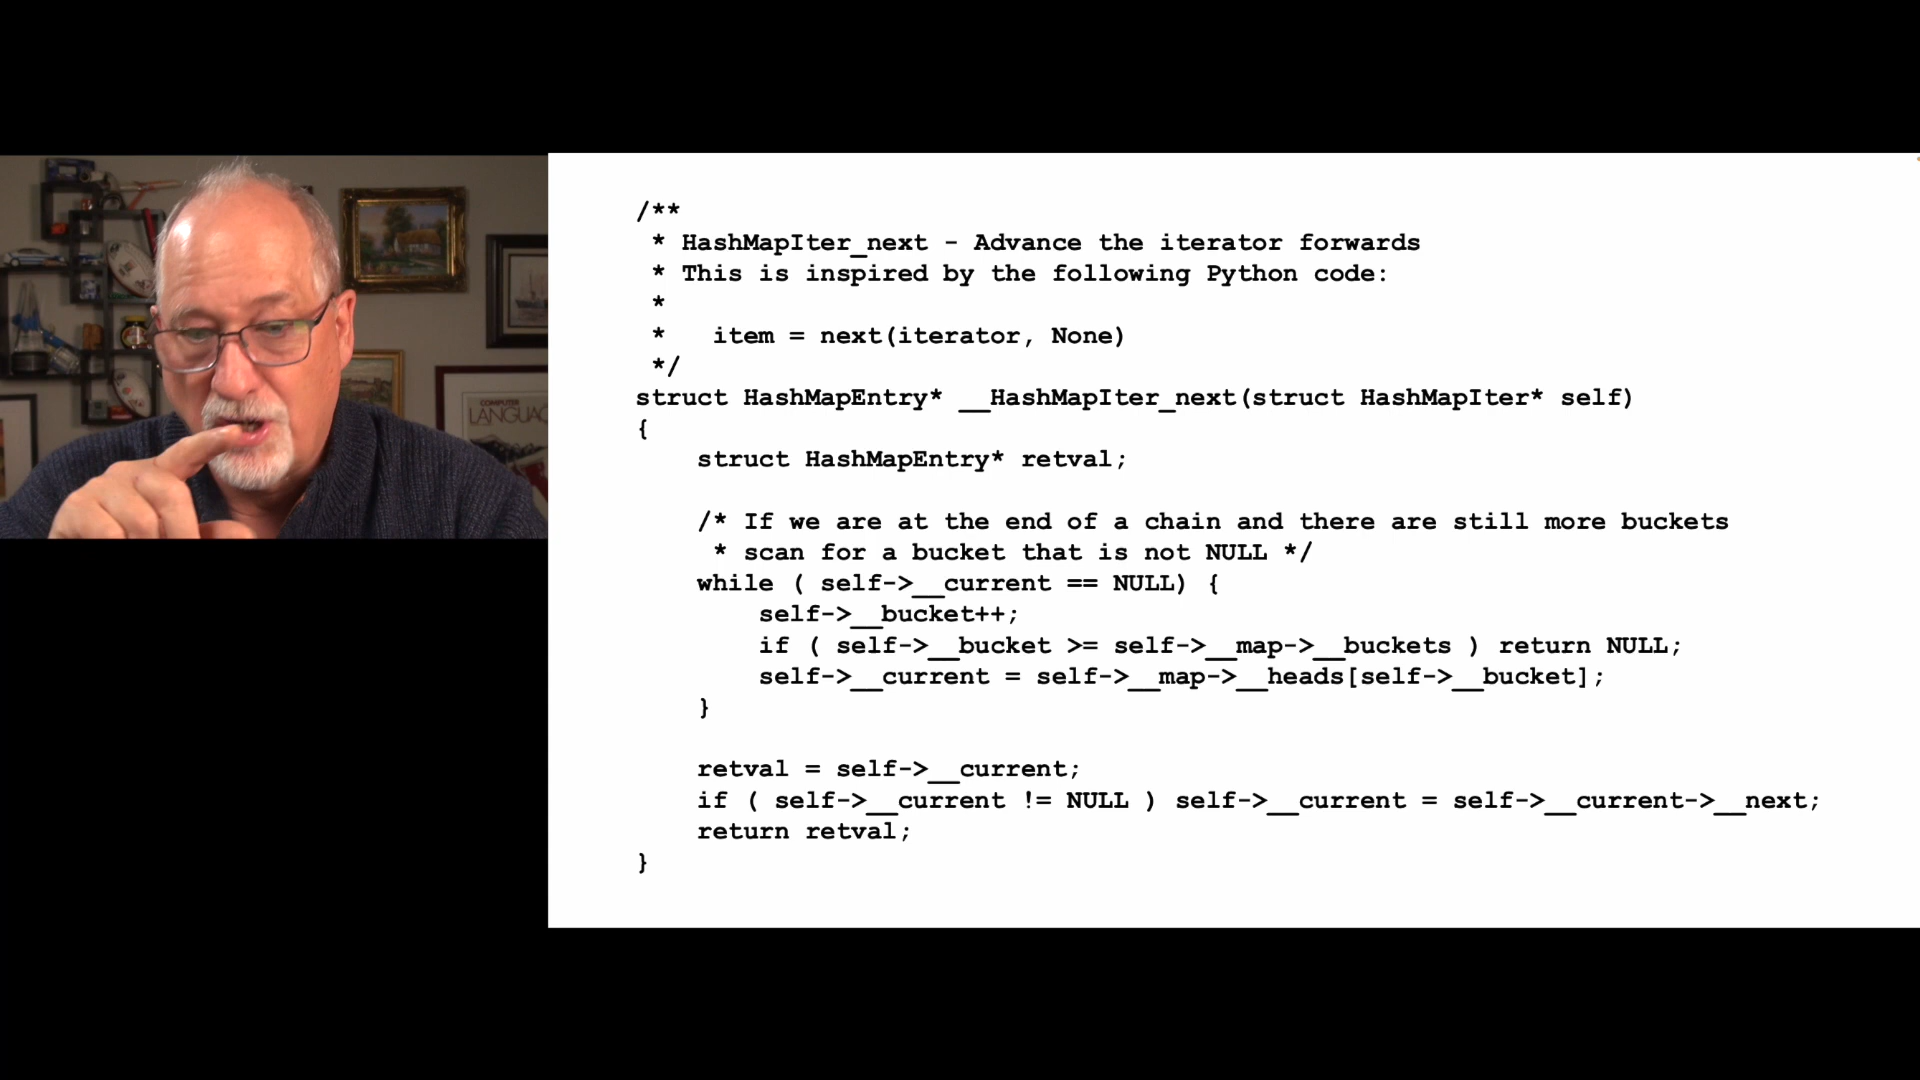 /**
 * HashMapIter_next - Advance the iterator forwards
 * This is inspired by the following Python code:
 *
 *   item = next(iterator, None)
 */
struct HashMapEntry* __HashMapIter_next(struct HashMapIter* self)
{
    struct HashMapEntry* retval;

    /* If we are at the end of a chain and there are still more buckets
     * scan for a bucket that is not NULL */
    while ( self->__current == NULL) {
        self->__bucket++;
        if ( self->__bucket >= self->__map->__buckets ) return NULL;
        self->__current = self->__map->__heads[self->__bucket];
    }

    retval = self->__current;
    if ( self->__current != NULL ) self->__current = self->__current->__next;
    return retval;
}
COMPUTER